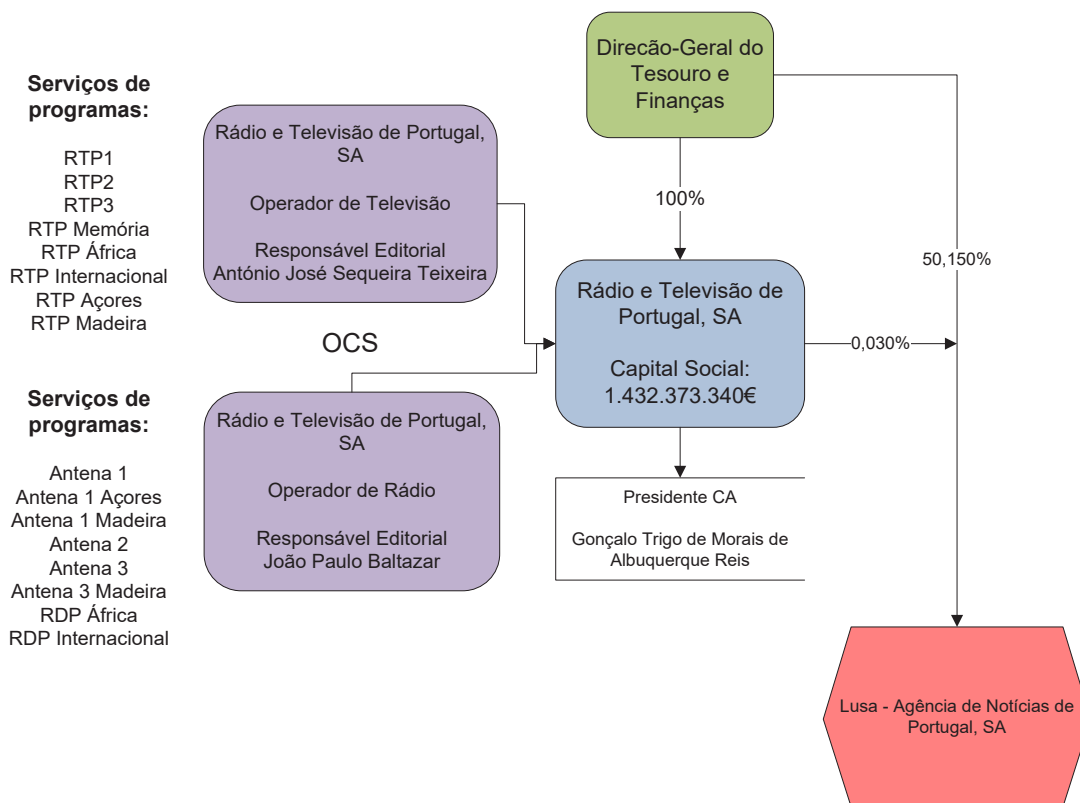 Direcão-Geral do
Tesouro e
Finanças
Serviços de
programas:
RTP1
RTP2
RTP3
RTP Memória
RTP África
RTP Internacional
RTP Açores
RTP Madeira
Rádio e Televisão de Portugal,
SA
Operador de Televisão
Responsável Editorial
António José Sequeira Teixeira
100%
50,150%
Rádio e Televisão de
Portugal, SA
Capital Social:
1.432.373.340€
0,030%
OCS
Serviços de
programas:
Antena 1
Antena 1 Açores
Antena 1 Madeira
Antena 2
Antena 3
Antena 3 Madeira
RDP África
RDP Internacional
Rádio e Televisão de Portugal,
SA
Operador de Rádio
Responsável Editorial
João Paulo Baltazar
Presidente CA
Gonçalo Trigo de Morais de
Albuquerque Reis
Lusa - Agência de Notícias de
Portugal, SA